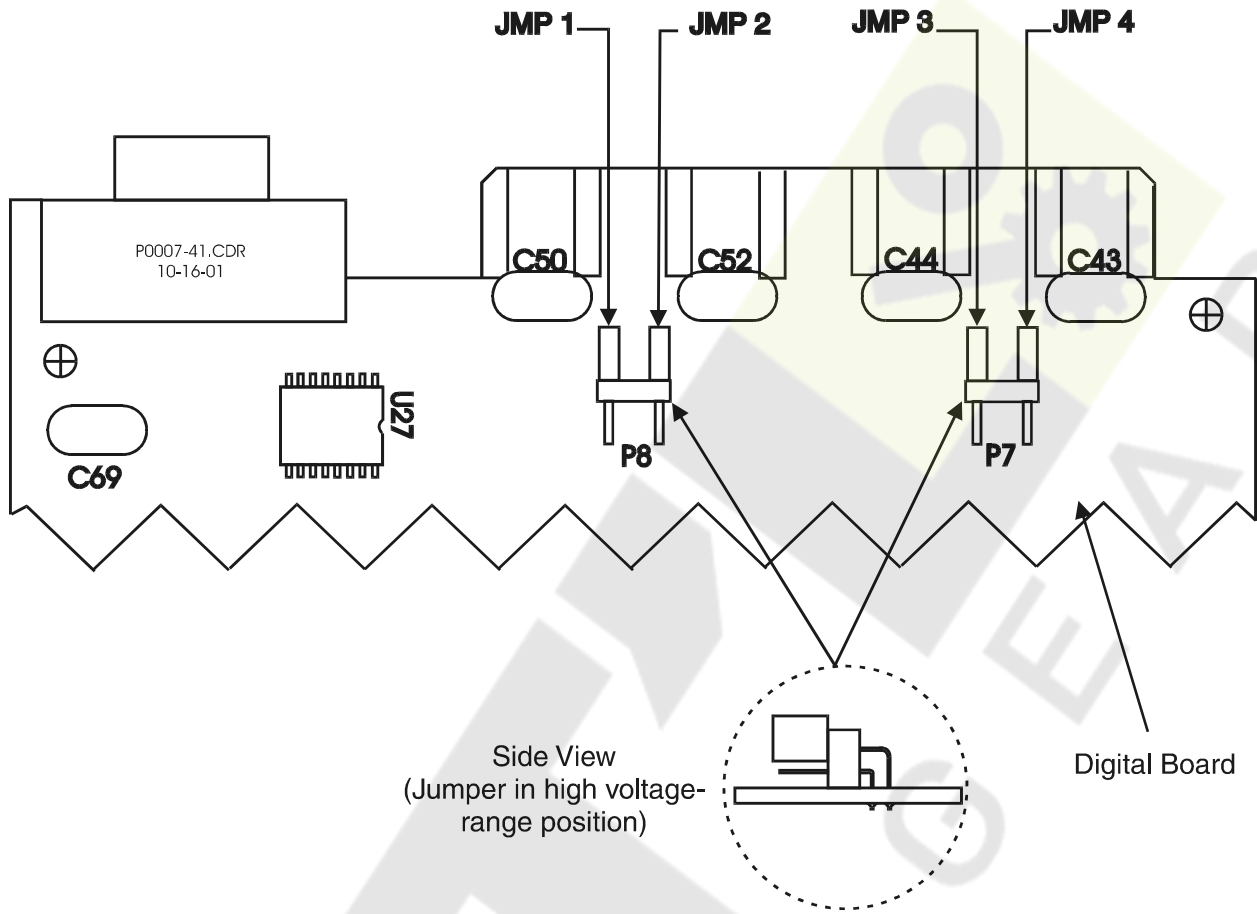 JMP 1
JMP 2
JMP 3
JMP 4
P0007-41.CDR
10-16-01
C50
C52
C44
C43
U27
C69
P8
P7
Side View
(Jumper in high voltage-
range position)
Digital Board
GEAR